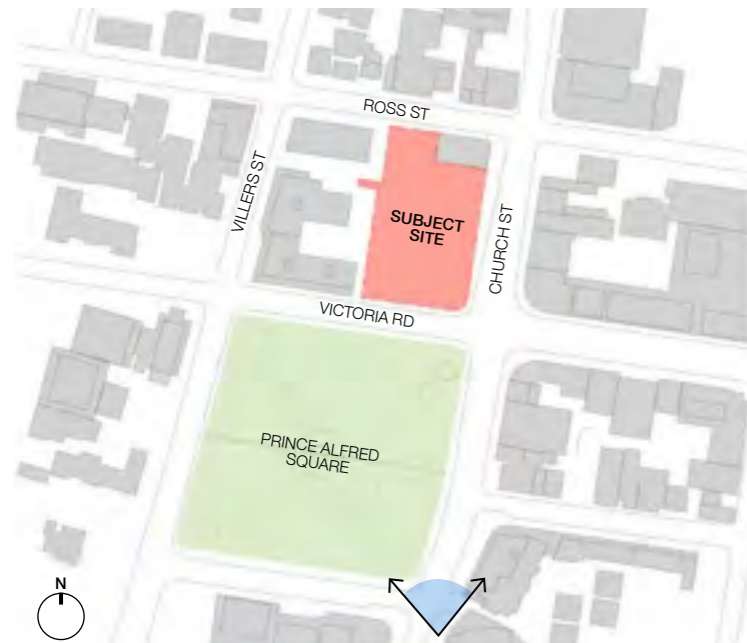 ROSS ST
VILLERS ST
SUBJECT
SITE
CHURCH ST
VICTORIA RD
PRINCE ALFRED
SQUARE
N